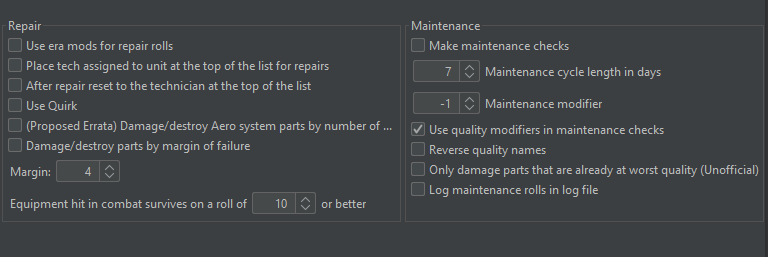 Repair
Use era mods for repair rolls
Place tech assigned to unit at the top of the list for repairs
After repair reset to the technician at the top of the list
Use Quirk
(Proposed Errata) Damage/destroy Aero system parts by number of ...
Damage/destroy parts by margin of failure
Margin: 4
Equipment hit in combat survives on a roll of 10 or better
Maintenance
Make maintenance checks
7 Maintenance cycle length in days
-1 Maintenance modifier
Use quality modifiers in maintenance checks
Reverse quality names
Only damage parts that are already at worst quality (Unofficial)
Log maintenance rolls in log file